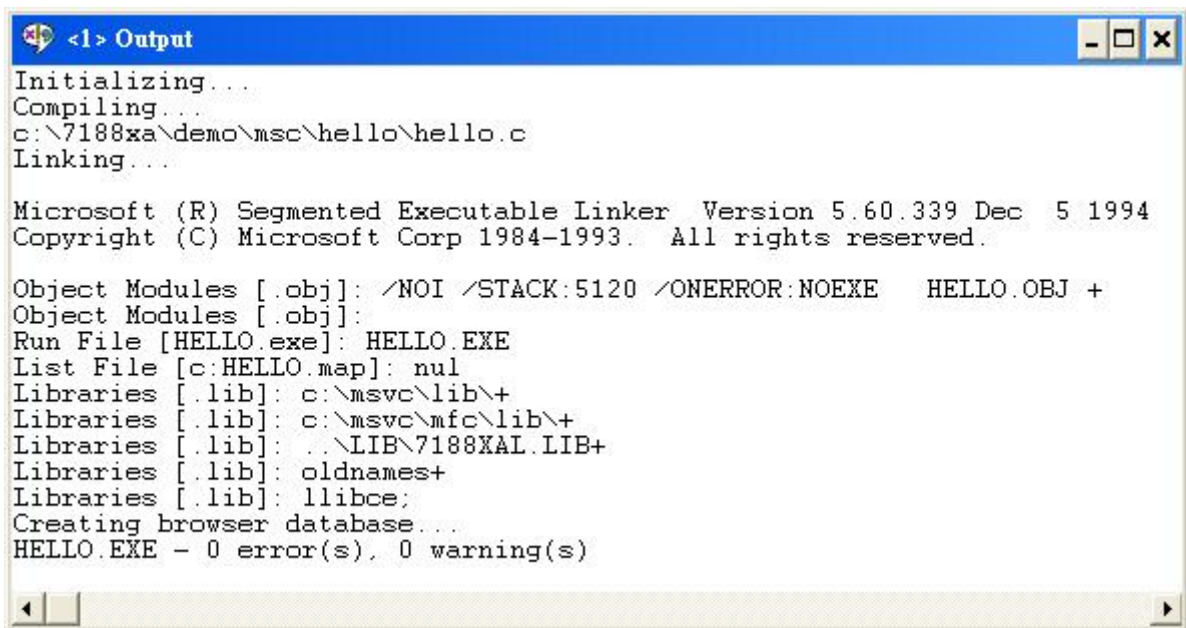 <1> Output
Initializing...
Compiling...
c:\7188xa\demo\msc\hello\hello.c
Linking...
Microsoft (R) Segmented Executable Linker  Version 5.60.339 Dec  5 1994
Copyright (C) Microsoft Corp 1984-1993.  All rights reserved.
Object Modules [.obj]: /NOI /STACK:5120 /ONERROR:NOEXE   HELLO.OBJ +
Object Modules [.obj]:
Run File [HELLO.exe]: HELLO.EXE
List File [c:HELLO.map]: nul
Libraries [.lib]: c:\msvc\lib\+
Libraries [.lib]: c:\msvc\mfc\lib\+
Libraries [.lib]: ..\LIB\7188XAL.LIB+
Libraries [.lib]: oldnames+
Libraries [.lib]: llibce;
Creating browser database...
HELLO.EXE - 0 error(s), 0 warning(s)